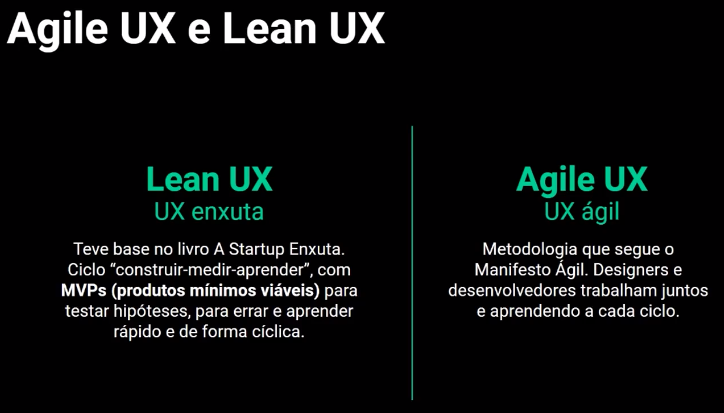 Agile UX e Lean UX
Lean UX
UX enxuta
Teve base no livro A Startup Enxuta.
Ciclo “construir-medir-aprender”, com
MVPs (produtos mínimos viáveis) para
testar hipóteses, para errar e aprender
rápido e de forma cíclica.
Agile UX
UX ágil
Metodologia que segue o
Manifesto Ágil. Designers e
desenvolvedores trabalham juntos
e aprendendo a cada ciclo.